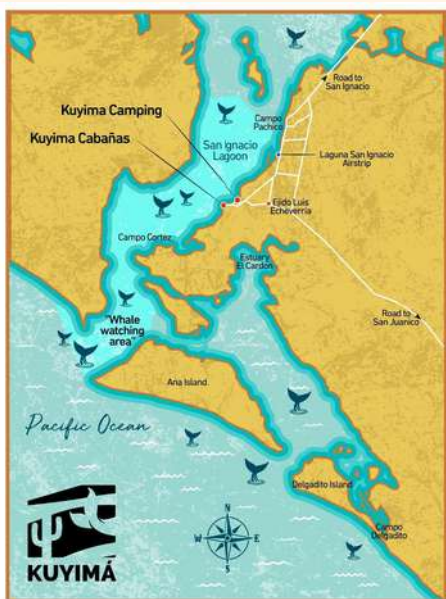 Road to
San Ignacio
Kuyima Camping
Campo
Pachico
Kuyima Cabañas
San Ignacio
Lagoon
Laguna San Ignacio
Airstrip
Ejido Luis
Echeverria
Campo Cortez
Estuary
El Cardon
"Whale
watching
area"
Road to
San Juanico
Ana Island
Pacific Ocean
Delgadito Island
N
W
E
S
Campo
Delgadito
KUYIMÁ